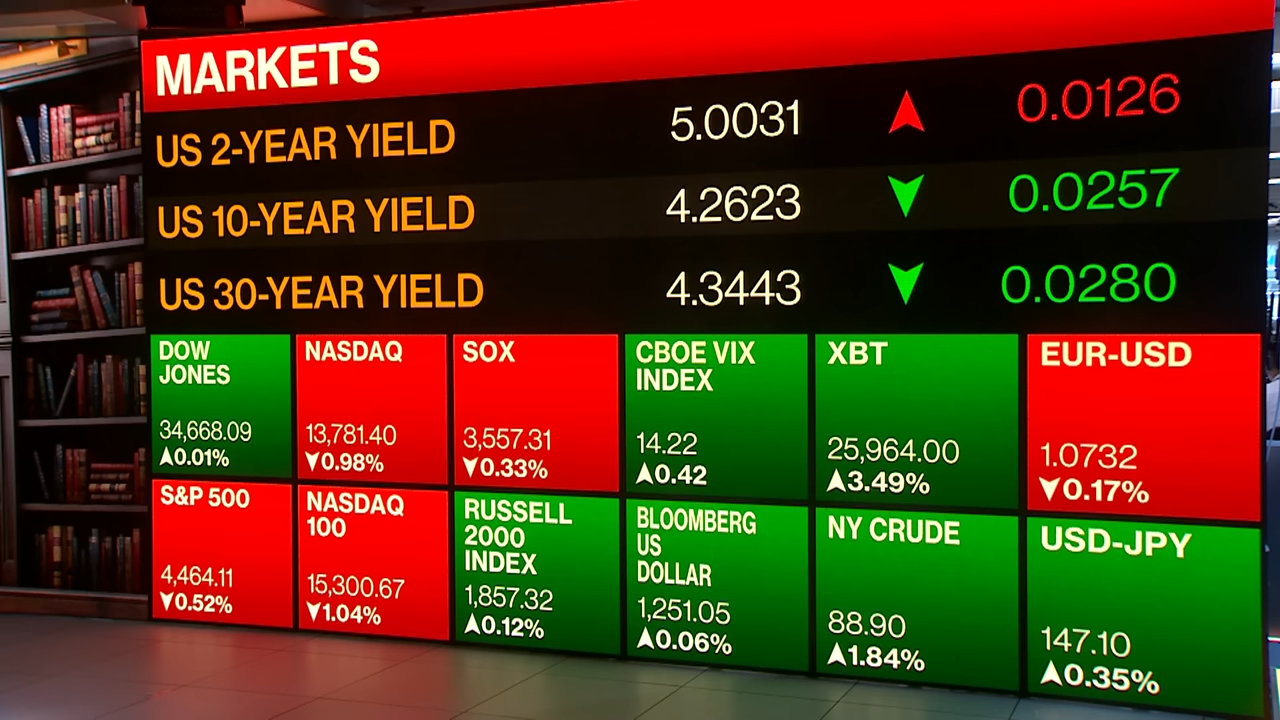 MARKETS
US 2-YEAR YIELD 5.0031 ▲ 0.0126
US 10-YEAR YIELD 4.2623 ▼ 0.0257
US 30-YEAR YIELD 4.3443 ▼ 0.0280
DOW
JONES
34,668.09
▲0.01%
NASDAQ
13,781.40
▼0.98%
SOX
3,557.31
▼0.33%
CBOE VIX
INDEX
14.22
▲0.42
XBT
25,964.00
▲3.49%
EUR-USD
1.0732
▼0.17%
S&P 500
4,464.11
▼0.52%
NASDAQ
100
15,300.67
▼1.04%
RUSSELL
2000
INDEX
1,857.32
▲0.12%
BLOOMBERG
US
DOLLAR
1,251.05
▲0.06%
NY CRUDE
88.90
▲1.84%
USD-JPY
147.10
▲0.35%